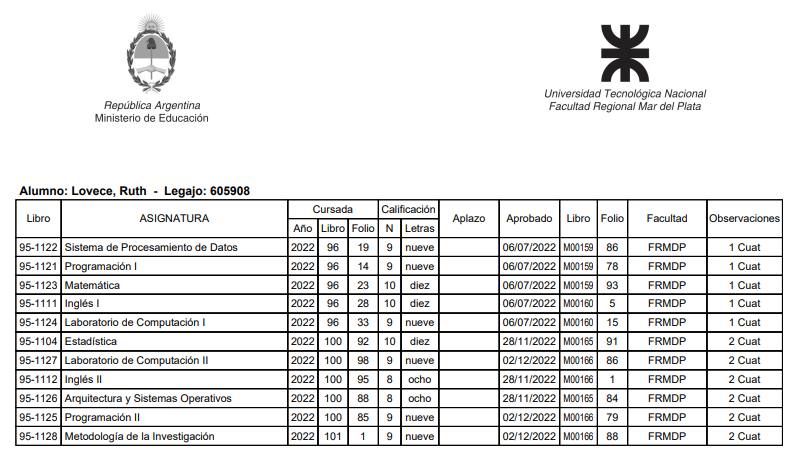 República Argentina
Ministerio de Educación
Universidad Tecnológica Nacional
Facultad Regional Mar del Plata
Alumno: Lovece, Ruth - Legajo: 605908
Libro ASIGNATURA Cursada Calificación Aplazo Aprobado Libro Folio Facultad Observaciones
Año Libro Folio N Letras
95-1122 Sistema de Procesamiento de Datos 2022 96 19 9 nueve 06/07/2022 M00159 86 FRMDP 1 Cuat
95-1121 Programación I 2022 96 14 9 nueve 06/07/2022 M00159 78 FRMDP 1 Cuat
95-1123 Matemática 2022 96 23 10 diez 06/07/2022 M00159 93 FRMDP 1 Cuat
95-1111 Inglés I 2022 96 28 10 diez 06/07/2022 M00160 5 FRMDP 1 Cuat
95-1124 Laboratorio de Computación I 2022 96 33 9 nueve 06/07/2022 M00160 15 FRMDP 1 Cuat
95-1104 Estadística 2022 100 92 10 diez 28/11/2022 M00165 91 FRMDP 2 Cuat
95-1127 Laboratorio de Computación II 2022 100 98 9 nueve 02/12/2022 M00166 86 FRMDP 2 Cuat
95-1112 Inglés II 2022 100 95 8 ocho 28/11/2022 M00166 1 FRMDP 2 Cuat
95-1126 Arquitectura y Sistemas Operativos 2022 100 88 8 ocho 28/11/2022 M00165 84 FRMDP 2 Cuat
95-1125 Programación II 2022 100 85 9 nueve 02/12/2022 M00166 79 FRMDP 2 Cuat
95-1128 Metodología de la Investigación 2022 101 1 9 nueve 02/12/2022 M00166 88 FRMDP 2 Cuat